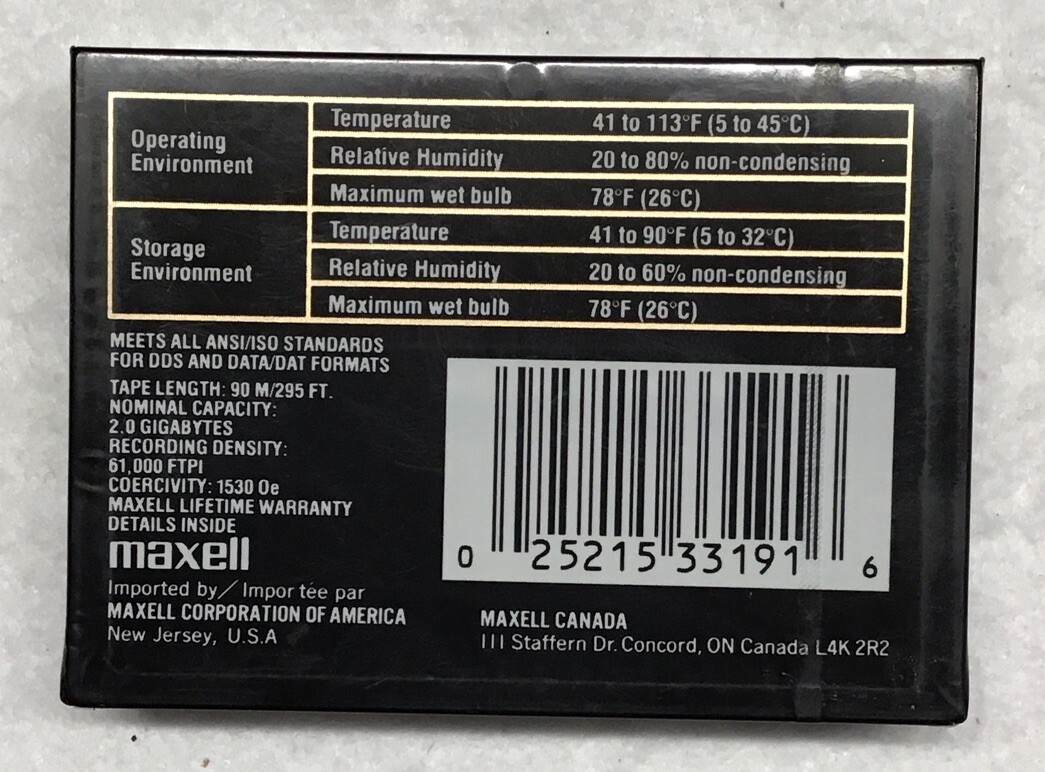 Operating Environment
Temperature 41 to 113°F (5 to 45°C)
Relative Humidity 20 to 80% non-condensing
Maximum wet bulb 78°F (26°C)
Storage Environment
Temperature 41 to 90°F (5 to 32°C)
Relative Humidity 20 to 60% non-condensing
Maximum wet bulb 78°F (26°C)
MEETS ALL ANSI/ISO STANDARDS
FOR DDS AND DATA/DAT FORMATS
TAPE LENGTH: 90 M/295 FT.
NOMINAL CAPACITY:
2.0 GIGABYTES
RECORDING DENSITY:
61,000 FTPI
COERCIVITY: 1530 Oe
MAXELL LIFETIME WARRANTY
DETAILS INSIDE
maxell
Imported by/ Impor tée par
MAXELL CORPORATION OF AMERICA
New Jersey, U.S.A
0 25215 33191 6
MAXELL CANADA
111 Staffern Dr. Concord, ON Canada L4K 2R2